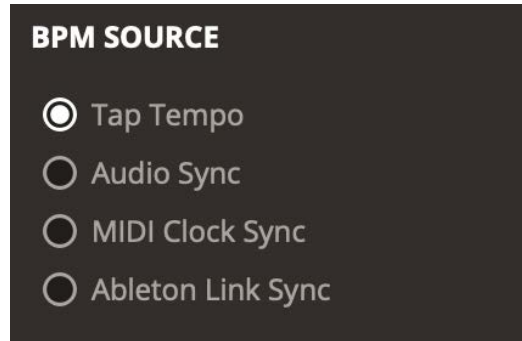 BPM SOURCE
Tap Tempo
Audio Sync
MIDI Clock Sync
Ableton Link Sync